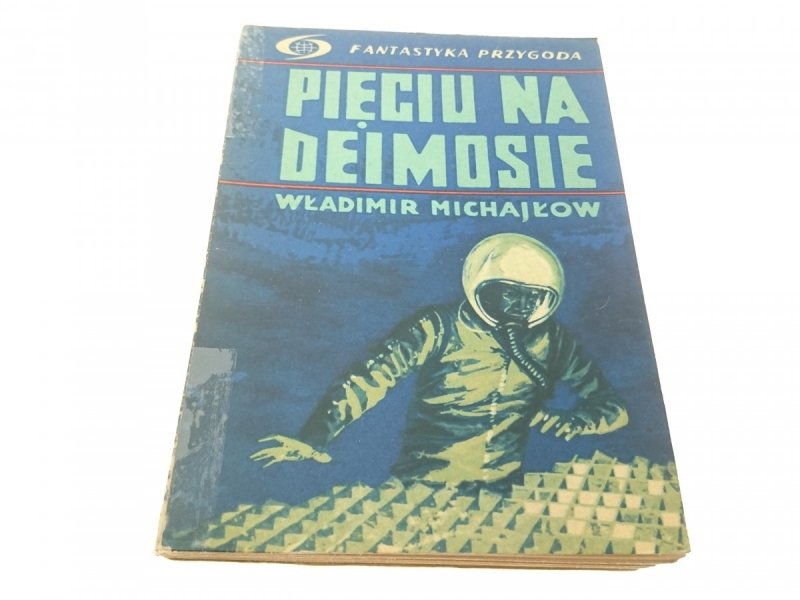 FANTASTYKA PRZYGODA
PIĘCIU NA
DEIMOSIE
WŁADIMIR MICHAJŁOW